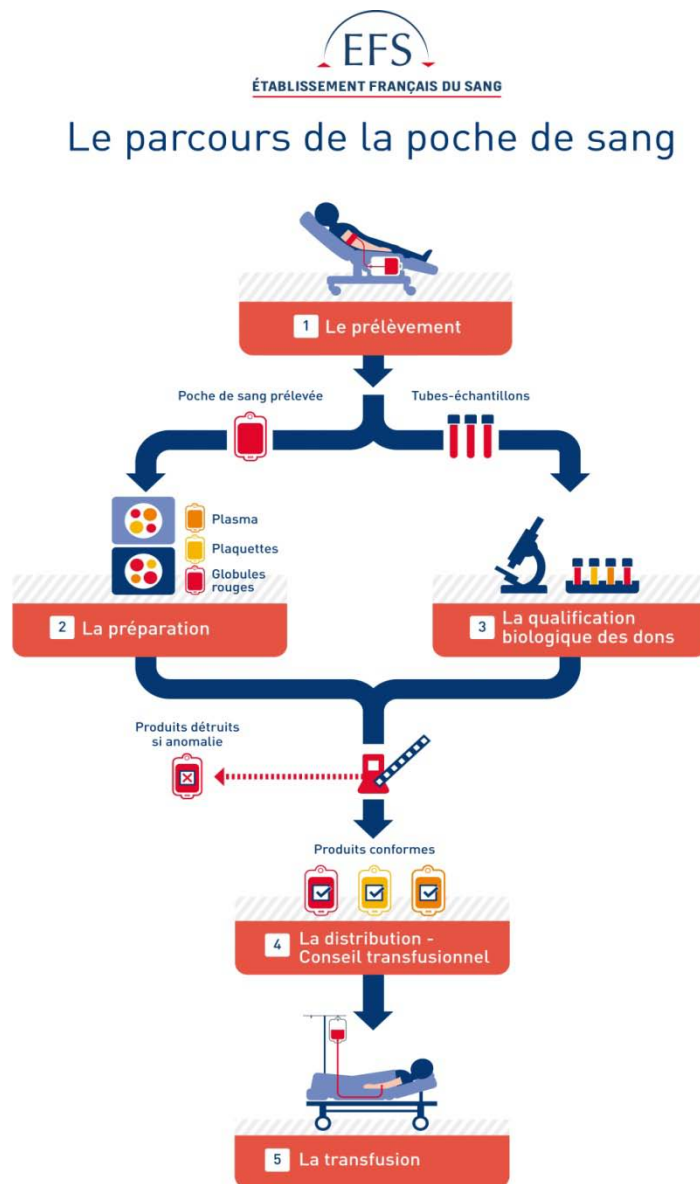 EFS
ÉTABLISSEMENT FRANÇAIS DU SANG
Le parcours de la poche de sang
1 Le prélèvement
Poche de sang prélevée
Tubes-échantillons
Plasma
Plaquettes
Globules
rouges
2 La préparation
3 La qualification
biologique des dons
Produits détruits
si anomalie
Produits conformes
4 La distribution -
Conseil transfusionnel
5 La transfusion